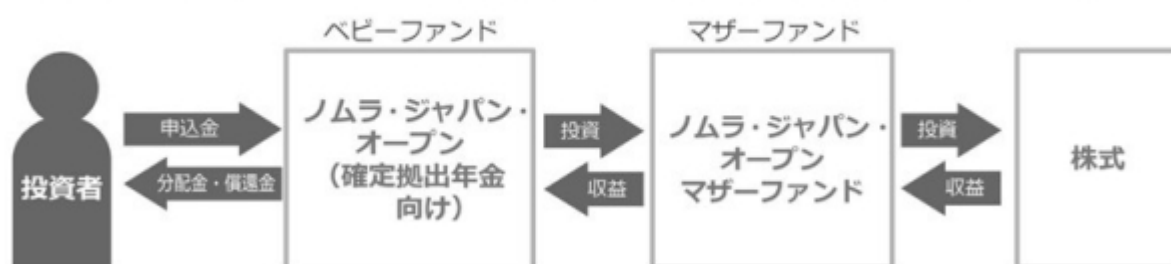 ベビーファンド
マザーファンド
投資者
申込金
分配金・償還金
ノムラ・ジャパン・
オープン
（確定拠出年金
向け）
投資
収益
ノムラ・ジャパン・
オープン
マザーファンド
投資
収益
株式